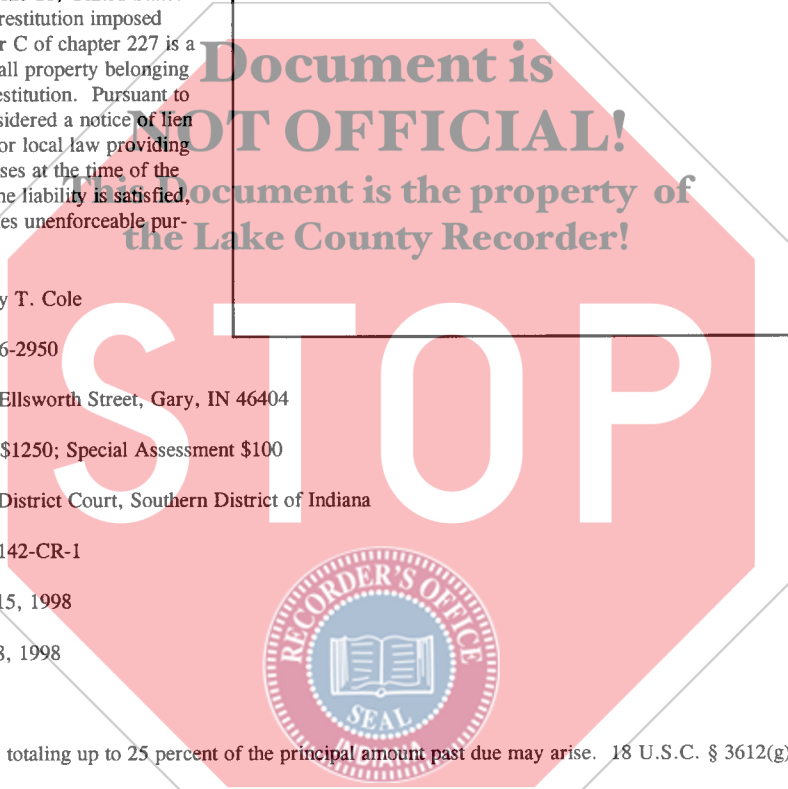 restitution imposed
r C of chapter 227 is a
all property belonging
estitution. Pursuant to
sidered a notice of lien
or local law providing
ses at the time of the
ne liability is satisfied,
es unenforceable pur-
Document is
NOT OFFICIAL!
This Document is the property of
the Lake County Recorder!
y T. Cole
6-2950
Ellsworth Street, Gary, IN 46404
$1250; Special Assessment $100
District Court, Southern District of Indiana
142-CR-1
15, 1998
8, 1998
STOP
RECORDER'S OFFICE
SEAL
INDIANA
totaling up to 25 percent of the principal amount past due may arise. 18 U.S.C. § 3612(g)